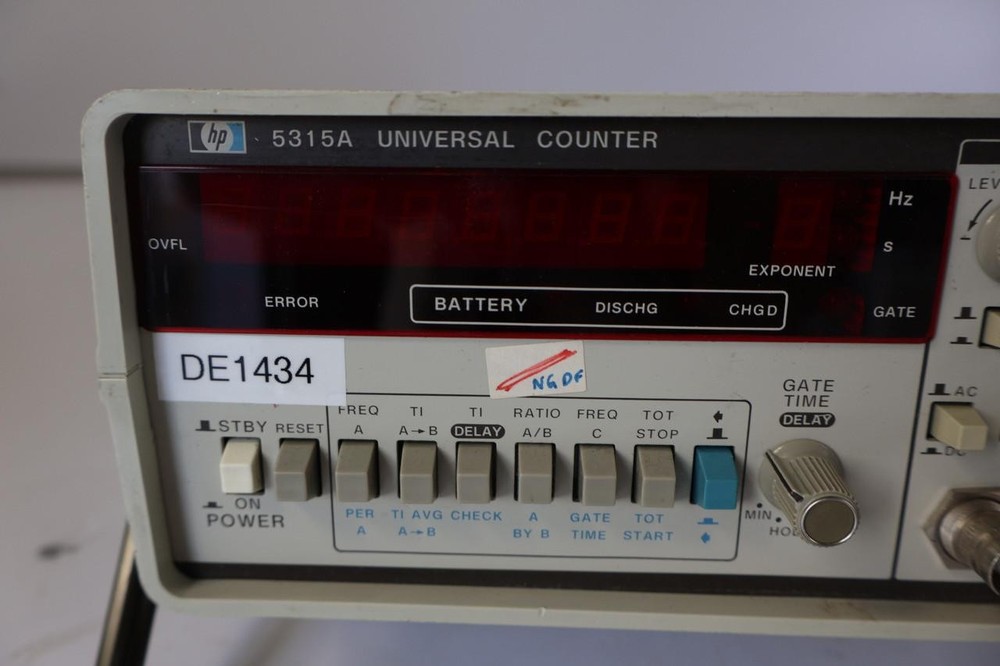 hp 5315A UNIVERSAL COUNTER
Hz
OVFL
S
EXPONENT
ERROR
BATTERY DISCHG CHGD
GATE
LEV
DE1434
NGDF
GATE
TIME
DELAY
AC
STBY RESET
FREQ TI TI RATIO FREQ TOT
A A→B DELAY A/B C STOP
DC
ON
POWER
PER TI AVG CHECK A GATE TOT
A A→B BY B TIME START
MIN
HOL